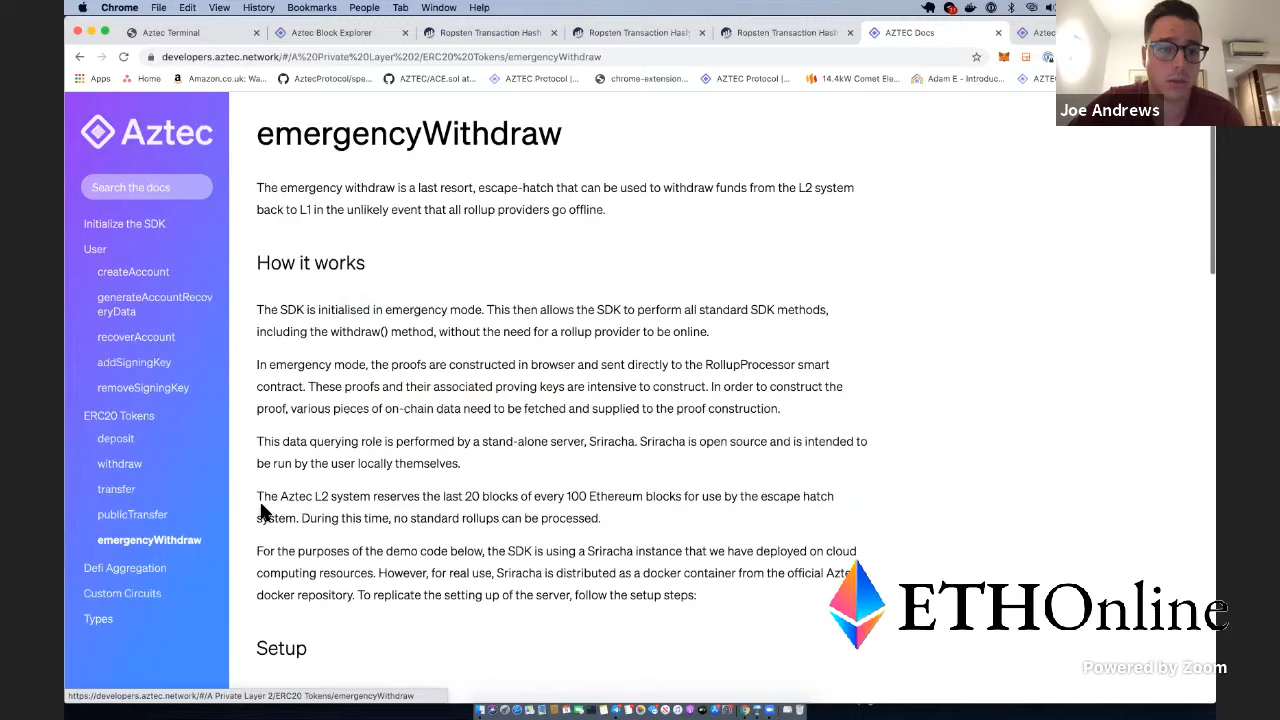 Chrome File Edit View History Bookmarks People Tab Window Help
Aztec Terminal
Aztec Block Explorer
Ropsten Transaction Hash
Ropsten Transaction Hash
Ropsten Transaction Hash
AZTEC Docs
developers.aztec.network/#/A%20Private%20Layer%202/ERC20%20Tokens/emergencyWithdraw
Apps Home Amazon.co.uk: Lo... AztecProtocol/spe... AZTEC/ACE.sol at... AZTEC Protocol |... chrome-extension... AZTEC Protocol |... 14.4kW Comet Ele... Adam E - Introduc...
Joe Andrews
Aztec
Search the docs
Initialize the SDK
User
createAccount
generateAccountRecov
eryData
recoverAccount
addSigningKey
removeSigningKey
ERC20 Tokens
deposit
withdraw
transfer
publicTransfer
emergencyWithdraw
Defi Aggregation
Custom Circuits
Types
emergencyWithdraw
The emergency withdraw is a last resort, escape-hatch that can be used to withdraw funds from the L2 system
back to L1 in the unlikely event that all rollup providers go offline.
How it works
The SDK is initialised in emergency mode. This then allows the SDK to perform all standard SDK methods,
including the withdraw() method, without the need for a rollup provider to be online.
In emergency mode, the proofs are constructed in browser and sent directly to the RollupProcessor smart
contract. These proofs and their associated proving keys are intensive to construct. In order to construct the
proof, various pieces of on-chain data need to be fetched and supplied to the proof construction.
This data querying role is performed by a stand-alone server, Sriracha. Sriracha is open source and is intended to
be run by the user locally themselves.
The Aztec L2 system reserves the last 20 blocks of every 100 Ethereum blocks for use by the escape hatch
system. During this time, no standard rollups can be processed.
For the purposes of the demo code below, the SDK is using a Sriracha instance that we have deployed on cloud
computing resources. However, for real use, Sriracha is distributed as a docker container from the official Aztec
docker repository. To replicate the setting up of the server, follow the setup steps:
Setup
ETHOnline
Powered by Zoom
https://developers.aztec.network/#/A Private Layer 2/ERC20 Tokens/emergencyWithdraw